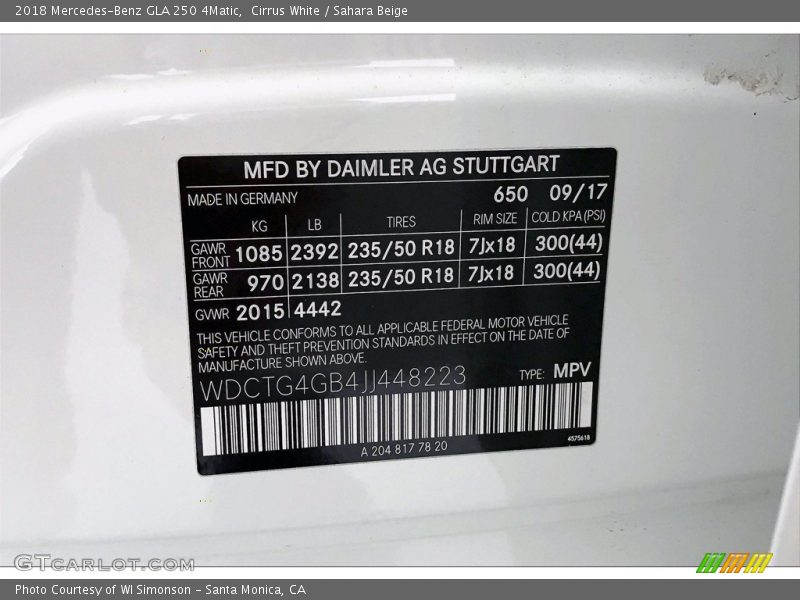 2018 Mercedes-Benz GLA 250 4Matic,  Cirrus White / Sahara Beige
MFD BY DAIMLER AG STUTTGART
MADE IN GERMANY 650 09/17
KG LB TIRES RIM SIZE COLD KPA (PSI)
GAWR FRONT 1085 2392 235/50 R18 7Jx18 300(44)
GAWR REAR 970 2138 235/50 R18 7Jx18 300(44)
GVWR 2015 4442
THIS VEHICLE CONFORMS TO ALL APPLICABLE FEDERAL MOTOR VEHICLE
SAFETY AND THEFT PREVENTION STANDARDS IN EFFECT ON THE DATE OF
MANUFACTURE SHOWN ABOVE.
WDCTG4GB4JJ448223 TYPE: MPV
A 204 817 78 20 4575618
GTCarLot.com
Photo Courtesy of WI Simonson - Santa Monica, CA